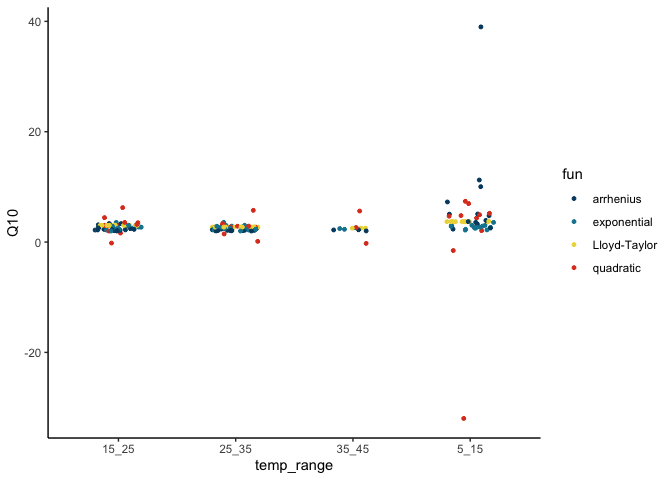 40
20
0
-20
Q10
15_25
25_35
35_45
5_15
temp_range
fun
arrhenius
exponential
Lloyd-Taylor
quadratic